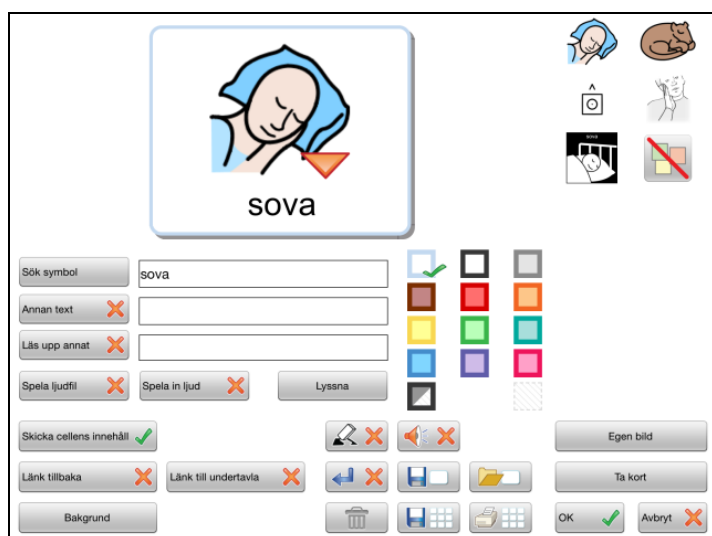 sova
sova
Sök symbol
sova
Annan text
Läs upp annat
Spela ljudfil
Spela in ljud
Lyssna
Skicka cellens innehåll
Egen bild
Länk tillbaka
Länk till undertavla
Ta kort
Bakgrund
OK
Avbryt